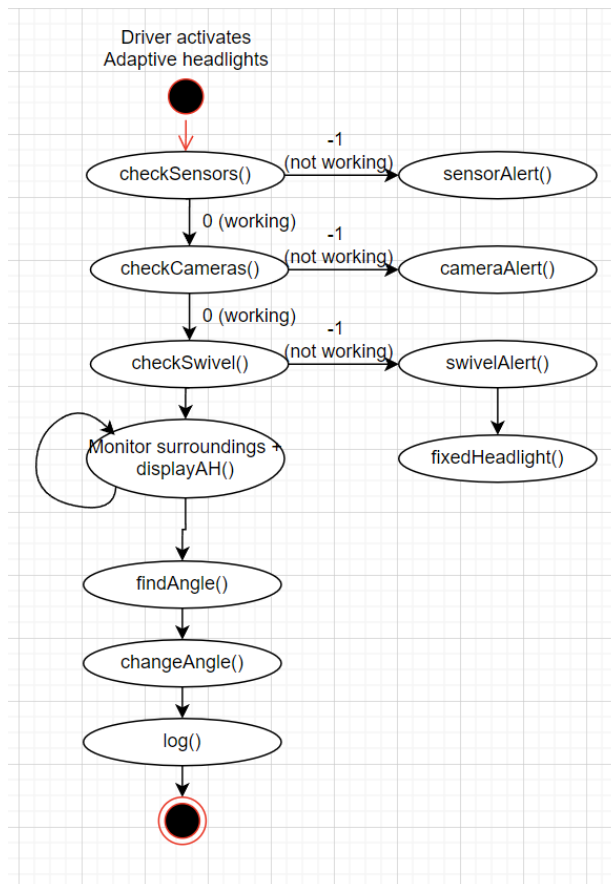 Driver activates
Adaptive headlights
-1
(not working)
checkSensors()
sensorAlert()
0 (working)
-1
(not working)
checkCameras()
cameraAlert()
0 (working)
-1
(not working)
checkSwivel()
swivelAlert()
Monitor surroundings +
displayAH()
fixedHeadlight()
findAngle()
changeAngle()
log()